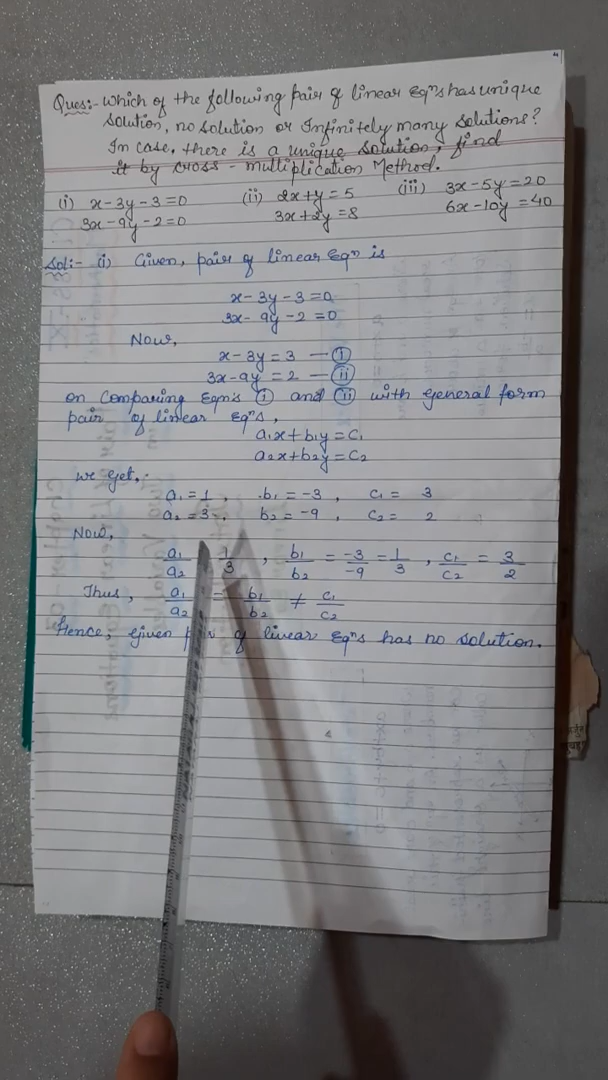 Ques:- Which of the following pair of linear Eqⁿs has unique
Solution, no solution or Infinitely many solutions?
In case, there is a unique solution, find
it by cross-multiplication Method.
(i) x-3y-3=0 (ii) 2x+y=5 (iii) 3x-5y=20
3x-9y-2=0 3x+2y=8 6x-10y=40
Sol:- (i) Given, pair of linear Eqⁿ is
x-3y-3=0
3x-9y-2=0
Now,
x-3y=3 —(i)
3x-9y=2 —(ii)
on comparing Eqⁿs (i) and (ii) with general form
pair of linear Eqⁿs,
a₁x+b₁y=c₁
a₂x+b₂y=c₂
we get,
a₁=1, b₁=-3, c₁= 3
a₂=3, b₂=-9, c₂= 2
Now,
a₁/a₂ 1/3, b₁/b₂ = -3/-9 = 1/3, c₁/c₂ = 3/2
Thus, a₁/a₂ = b₁/b₂ ≠ c₁/c₂
Hence, given of linear Eqⁿs has no solution.